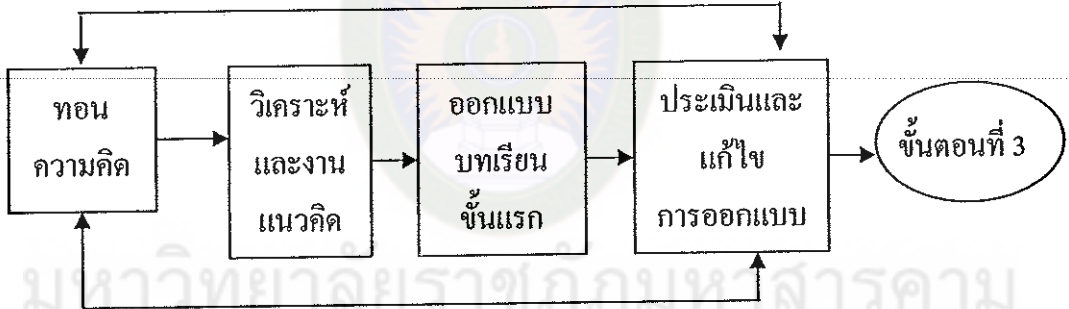 ทอน
ความคิด
วิเคราะห์
และงาน
แนวคิด
ออกแบบ
บทเรียน
ขั้นแรก
ประเมินและ
แก้ไข
การออกแบบ
ขั้นตอนที่ 3
มหาวิทยาลัยราชภัฏมหาสารคาม